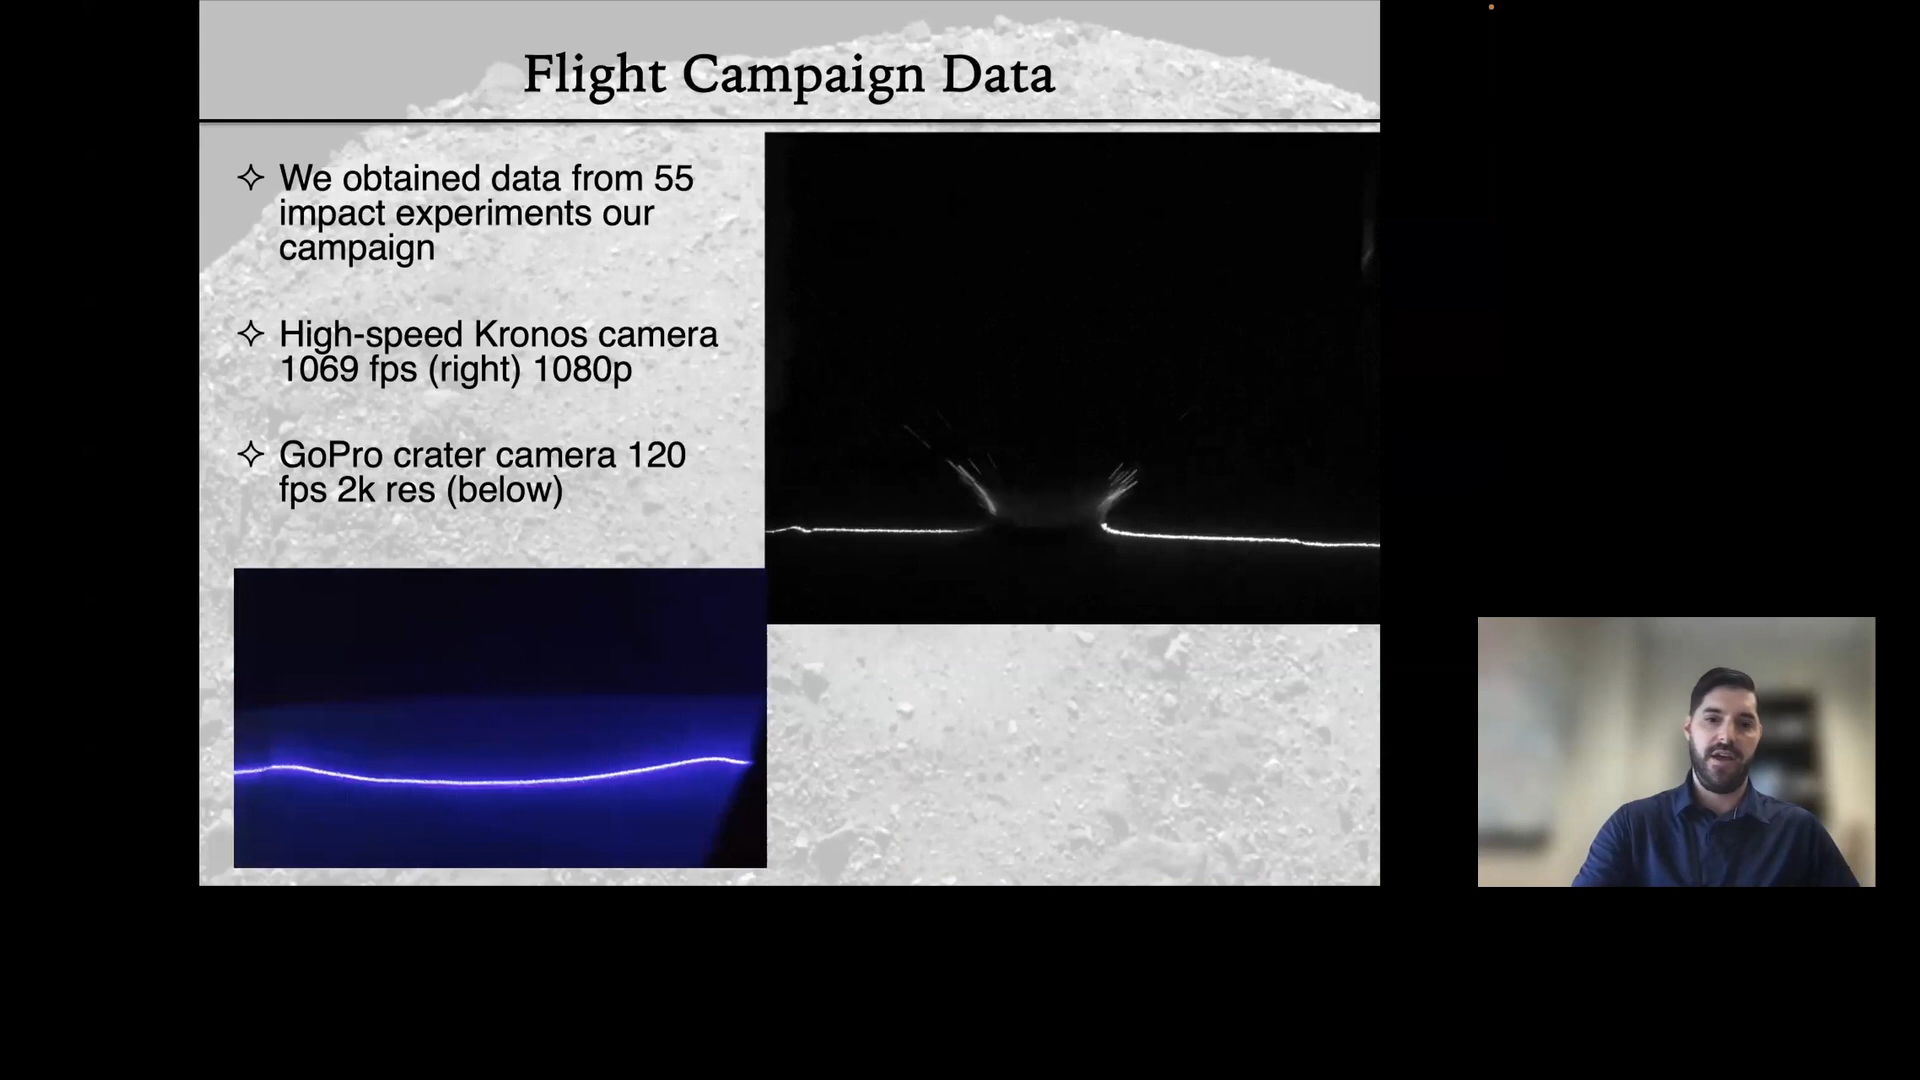 Flight Campaign Data
✧ We obtained data from 55
impact experiments our
campaign
✧ High-speed Kronos camera
1069 fps (right) 1080p
✧ GoPro crater camera 120
fps 2k res (below)